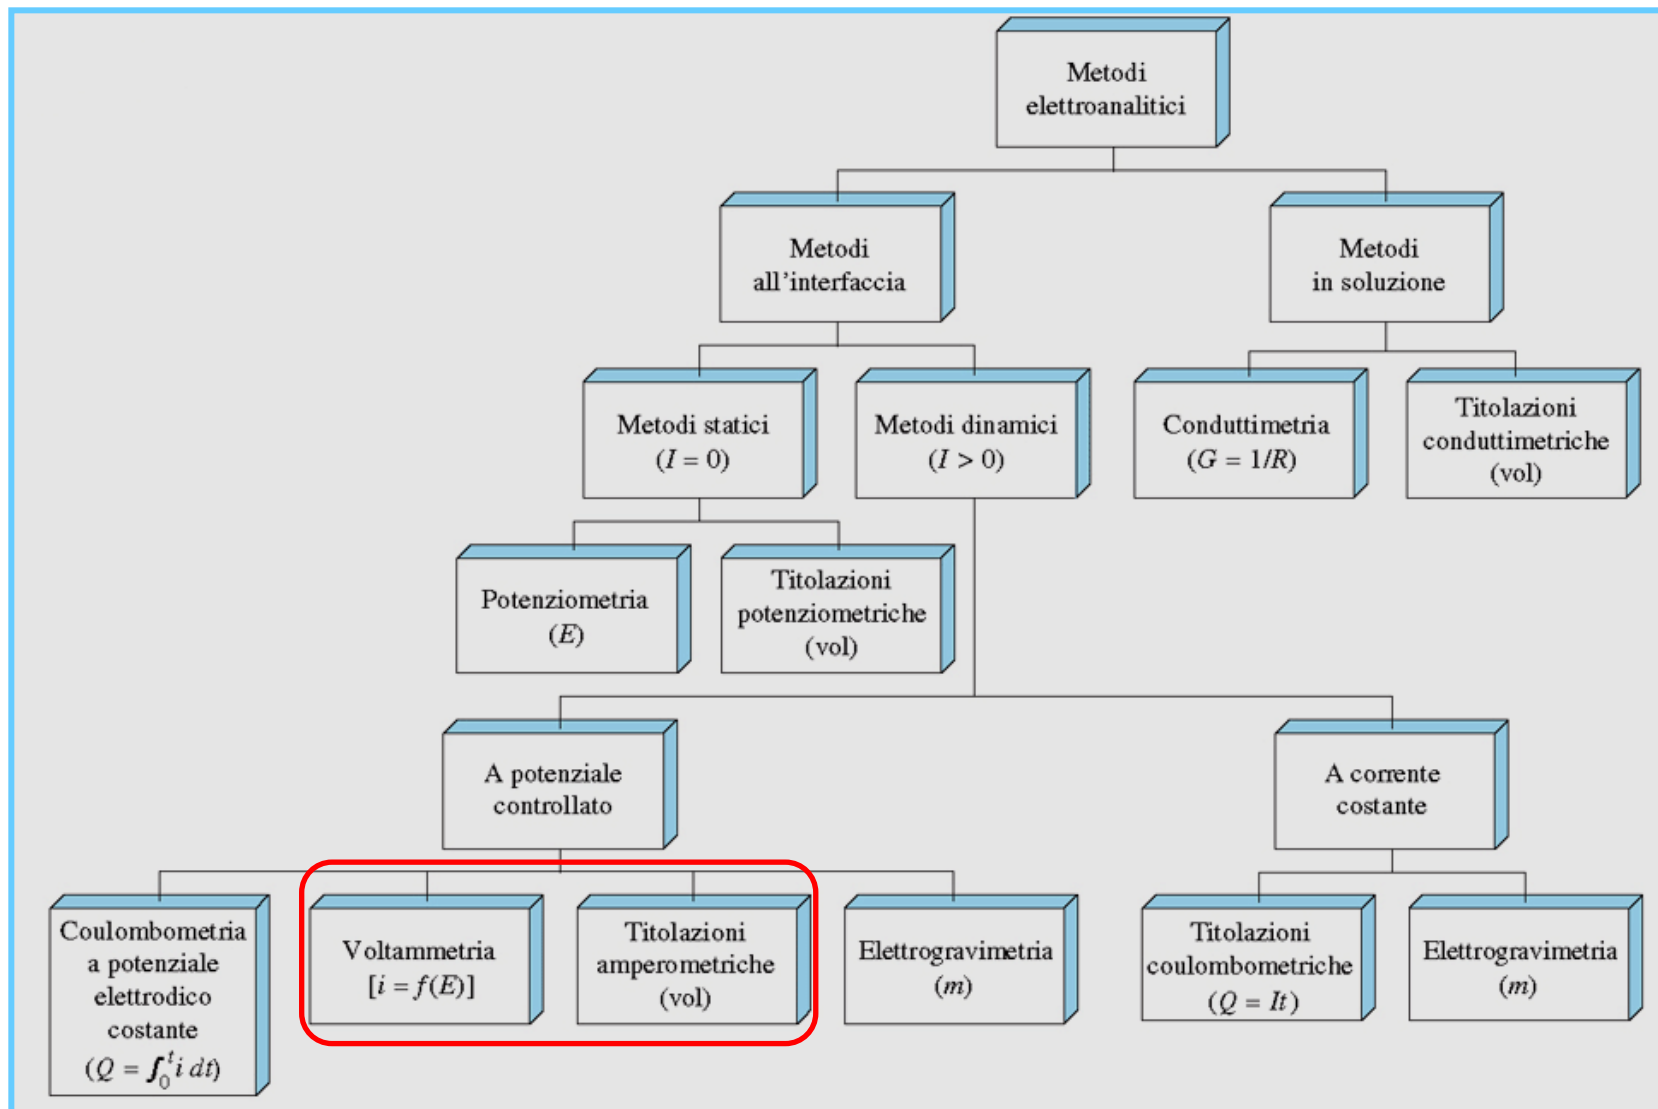 Metodi
elettroanalitici
Metodi
all'interfaccia
Metodi
in soluzione
Metodi statici
(I = 0)
Metodi dinamici
(I > 0)
Conduttimetria
(G = 1/R)
Titolazioni
conduttimetriche
(vol)
Potenziometria
(E)
Titolazioni
potenziometriche
(vol)
A potenziale
controllato
A corrente
costante
Coulombometria
a potenziale
elettrodico
costante
(Q = ∫₀ᵗ i dt)
Voltammetria
[i = f(E)]
Titolazioni
amperometriche
(vol)
Elettrogravimetria
(m)
Titolazioni
coulombometriche
(Q = It)
Elettrogravimetria
(m)